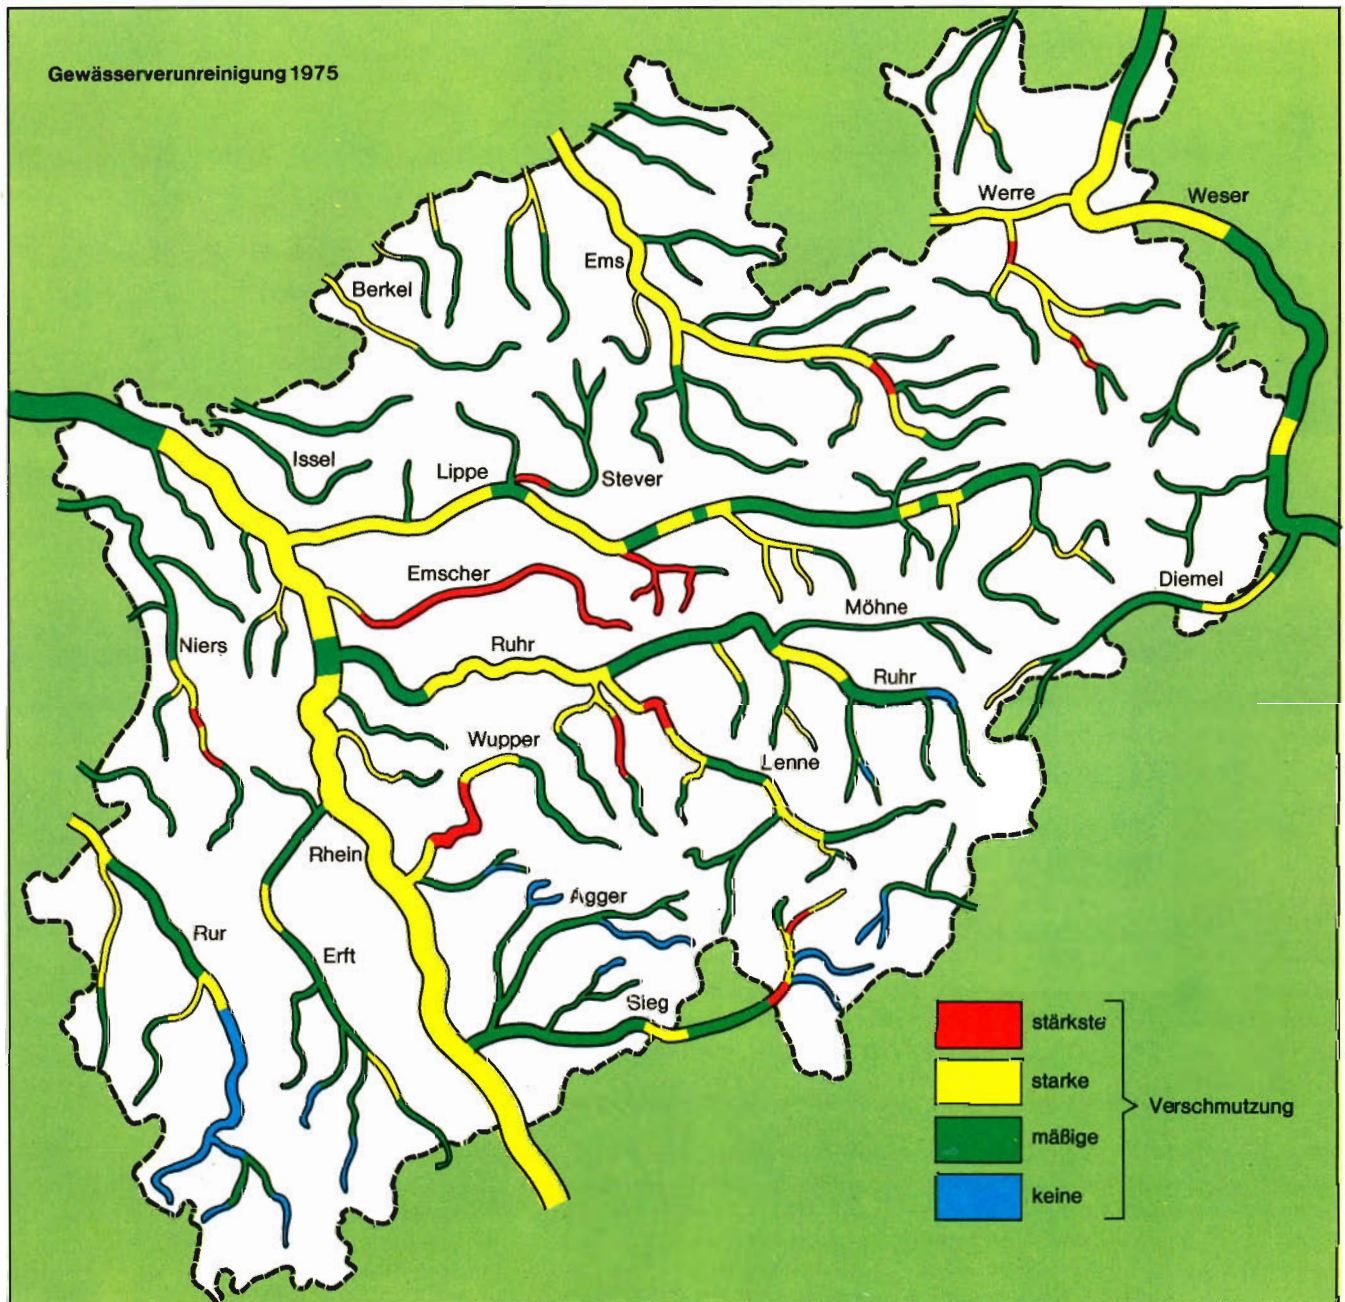 Gewässerverunreinigung 1975
Werre
Weser
Ems
Berkel
Issel
Lippe
Stever
Emscher
Diemel
Möhne
Niers
Ruhr
Ruhr
Wupper
Lenne
Rhein
Agger
Rur
Erft
Sieg
stärkste
starke
mäßige
keine
Verschmutzung